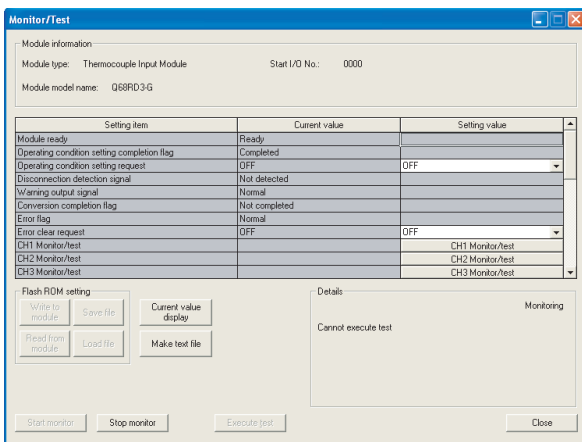 Monitor/Test
Module information
Module type: Thermocouple Input Module Start I/O No.: 0000
Module model name: Q68RD3-G
Setting item Current value Setting value
Module ready Ready
Operating condition setting completion flag Completed
Operating condition setting request OFF OFF
Disconnection detection signal Not detected
Warning output signal Normal
Conversion completion flag Not completed
Error flag Normal
Error clear request OFF OFF
CH1 Monitor/test CH1 Monitor/test
CH2 Monitor/test CH2 Monitor/test
CH3 Monitor/test CH3 Monitor/test
Flash ROM setting
Write to module Save file
Read from module Load file
Current value display
Make text file
Details
Monitoring
Cannot execute test
Start monitor Stop monitor Execute test Close